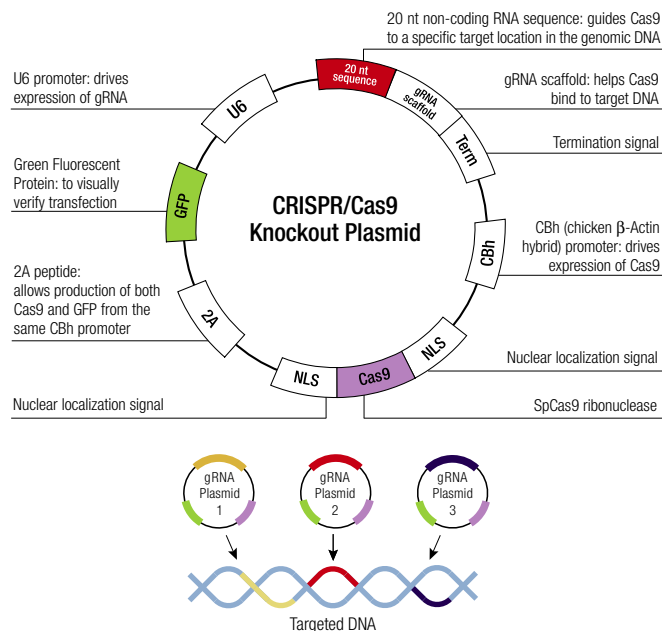 20 nt non-coding RNA sequence: guides Cas9
to a specific target location in the genomic DNA
U6 promoter: drives
expression of gRNA
gRNA scaffold: helps Cas9
bind to target DNA
Termination signal
Green Fluorescent
Protein: to visually
verify transfection
CBh (chicken β-Actin
hybrid) promoter: drives
expression of Cas9
2A peptide:
allows production of both
Cas9 and GFP from the
same CBh promoter
Nuclear localization signal
Nuclear localization signal
SpCas9 ribonuclease
20 nt
sequence
gRNA
scaffold
Term
CBh
NLS
Cas9
NLS
2A
GFP
U6
CRISPR/Cas9
Knockout Plasmid
gRNA
Plasmid
1
gRNA
Plasmid
2
gRNA
Plasmid
3
Targeted DNA